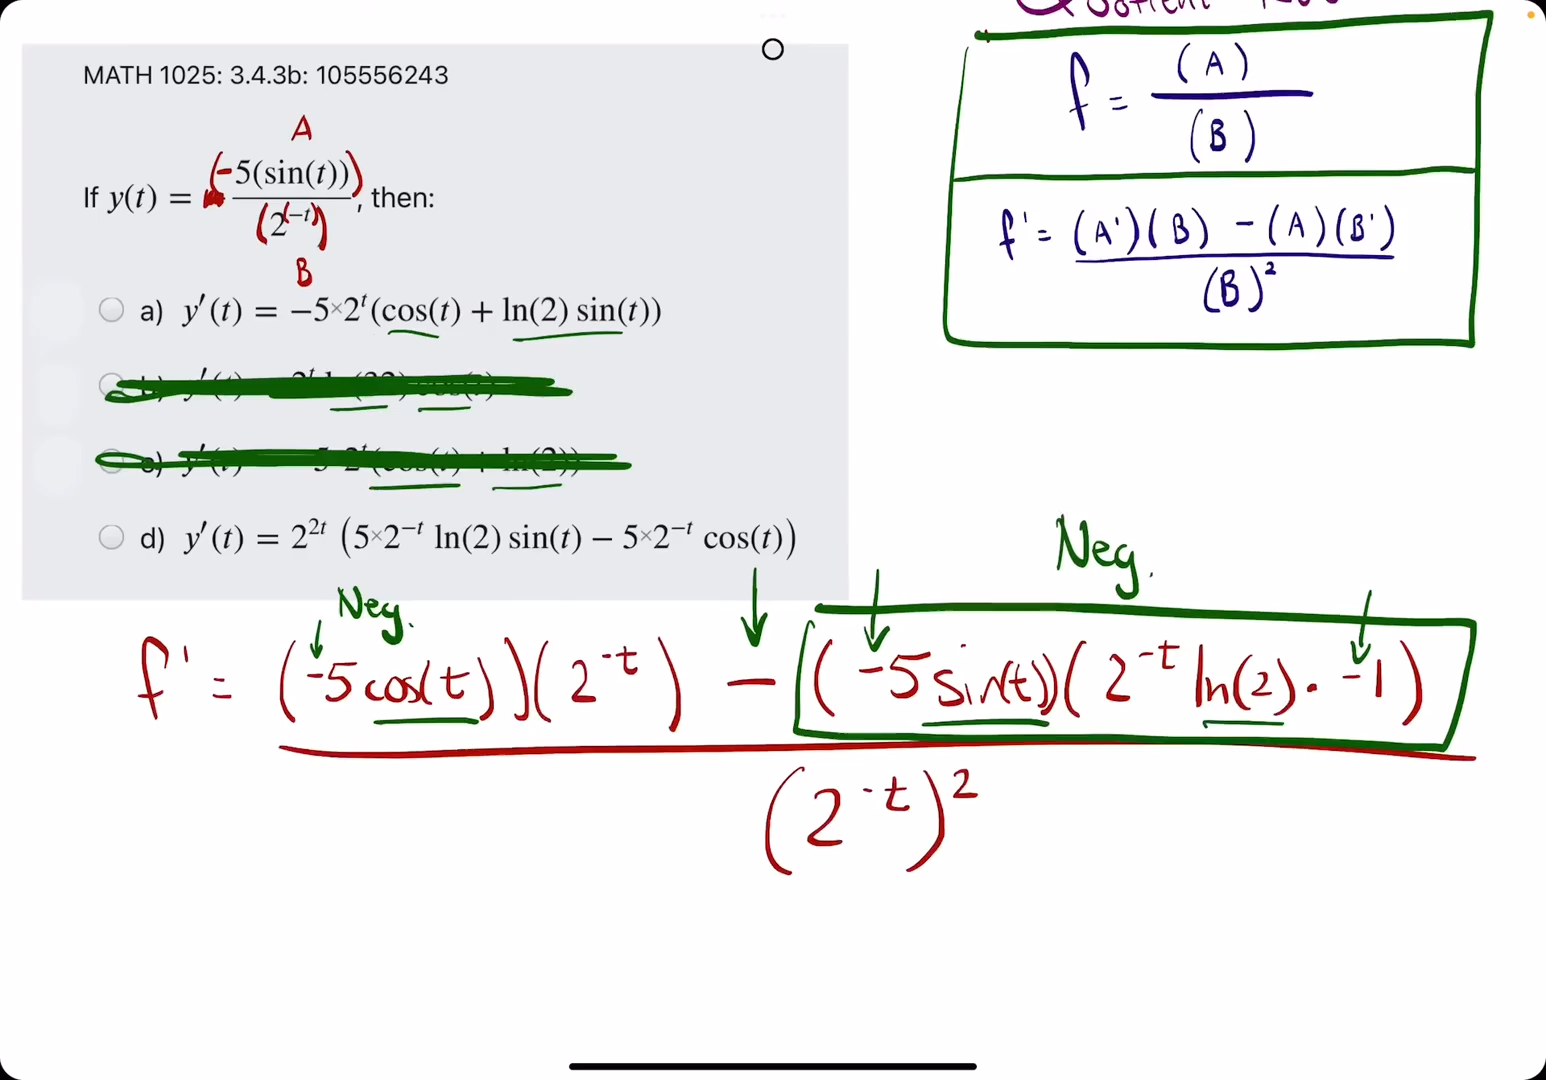 MATH 1025: 3.4.3b: 105556243
A
If y(t) = (-5(sin(t))) / (2^(−t)), then:
B
a) y′(t) = −5×2^t(cos(t) + ln(2) sin(t))
d) y′(t) = 2^2t (5×2^−t ln(2) sin(t) − 5×2^−t cos(t))
f = (A) / (B)
f' = (A')(B) - (A)(B') / (B)^2
Neg.
Neg.
f' = (-5 cos(t))(2^-t) - (-5 sin(t))(2^-t ln(2) · -1)
(2^-t)^2